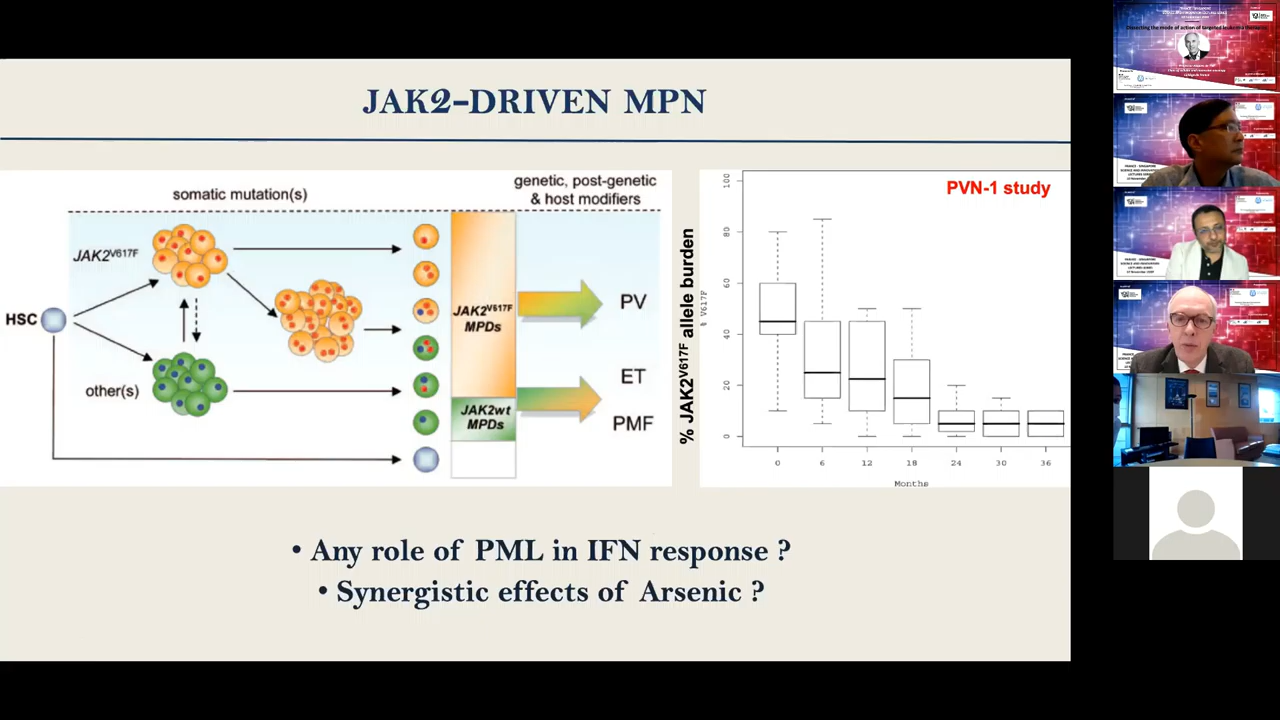 JAK2-DRIVEN MPN
somatic mutation(s)
genetic, post-genetic
& host modifiers
JAK2V617F
HSC
other(s)
JAK2V617F
MPDs
JAK2wt
MPDs
PV
ET
PMF
% JAK2V617F allele burden
% V617F
PVN-1 study
100
80
60
40
20
0
0 6 12 18 24 30 36
Months
• Any role of PML in IFN response ?
• Synergistic effects of Arsenic ?